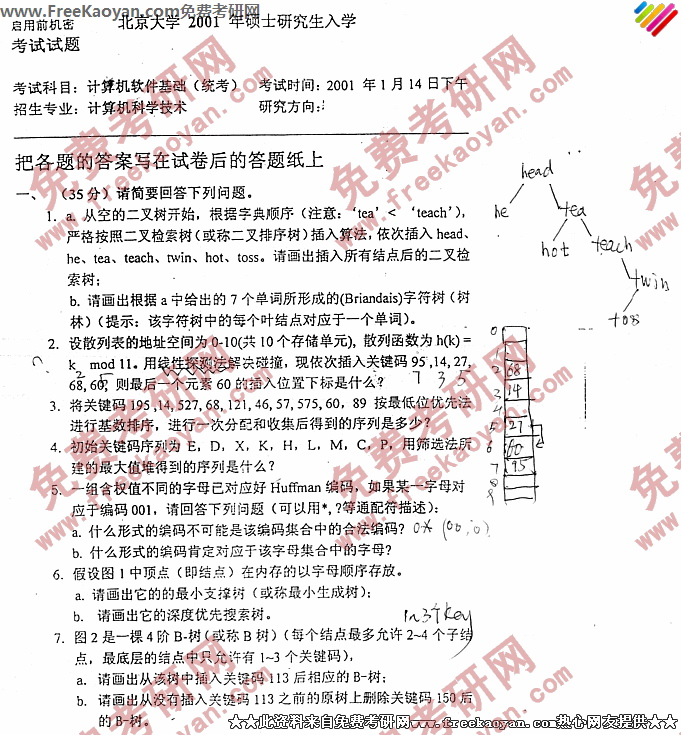 免费考研网www.freekaoyan.com
启用前机密 北京大学 2001 年硕士研究生入学
考试试题
考试科目：计算机软件基础（统考） 考试时间：2001 年 1 月 14 日下午
招生专业：计算机科学技术 研究方向：
把各题的答案写在试卷后的答题纸上
一、 （35 分）请简要回答下列问题。
1. a. 从空的二叉树开始，根据字典顺序（注意：‘tea’ < ‘teach’），
严格按照二叉检索树（或称二叉排序树）插入算法，依次插入 head、
he、tea、teach、twin、hot、toss。请画出插入所有结点后的二叉检
索树；
b. 请画出根据 a 中给出的 7 个单词所形成的(Briandais)字符树（树
林）（提示：该字符树中的每个叶结点对应于一个单词）。
2. 设散列表的地址空间为 0-10(共 10 个存储单元), 散列函数为 h(k) =
k mod 11。用线性探测法解决碰撞，现依次插入关键码 95 ,14, 27,
68, 60, 则最后一个元素 60 的插入位置下标是什么？ 7 3 5
3. 将关键码 195 ,14, 527, 68, 121, 46, 57, 575, 60，89 按最低位优先法
进行基数排序，进行一次分配和收集后得到的序列是多少？
4. 初始关键码序列为 E，D，X，K，H，L，M，C，P，用筛选法所
建的最大值堆得到的序列是什么？
5. 一组含权值不同的字母已对应好 Huffman 编码，如果某一字母对
应于编码 001，请回答下列问题（可以用*, ?等通配符描述）：
a. 什么形式的编码不可能是该编码集合中的合法编码？
b. 什么形式的编码肯定对应于该字母集合中的字母？
6. 假设图 1 中顶点（即结点）在内存的以字母顺序存放。
a. 请画出它的的最小支撑树（或称最小生成树）；
b. 请画出它的深度优先搜索树。
7. 图 2 是一棵 4 阶 B-树（或称 B 树）（每个结点最多允许 2~4 个子结
点，最底层的结点中只允许有 1~3 个关键码），
a. 请画出从该树中插入关键码 113 后相应的 B-树；
b. 请画出从没有插入关键码 113 之前的原树上删除关键码 150 后
的 B-树。
head
he tea
hot teach
twin
toss
0
1
2 68
3 14
4
5 27
6 60
7 95
8
9
免费考研网
www.freekaoyan.com
★★此资料来自免费考研网www.freekaoyan.com热心网友提供★★